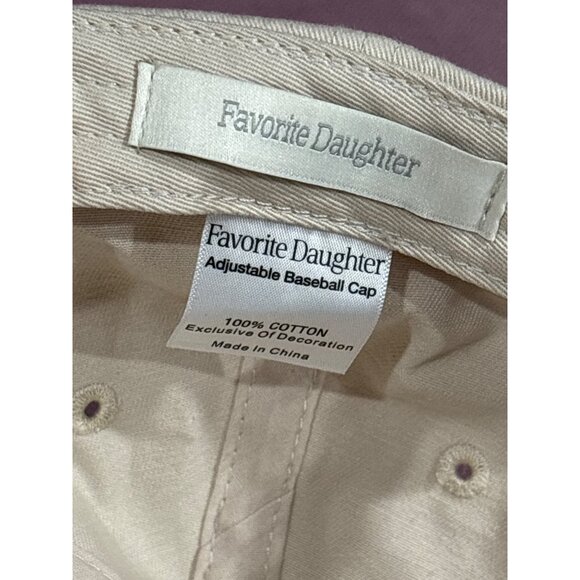 Favorite Daughter
Favorite Daughter
Adjustable Baseball Cap
100% COTTON
Exclusive Of Decoration
Made In China